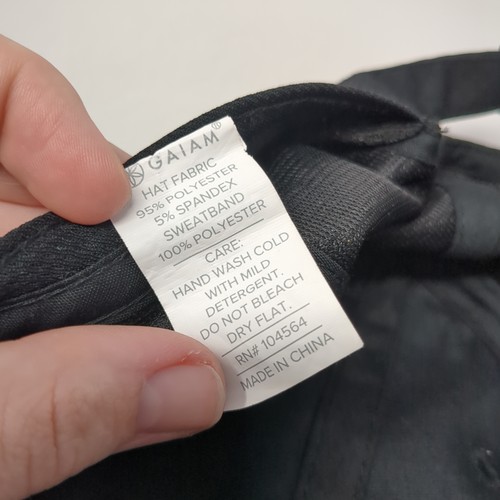 GAIAM®
HAT FABRIC
95% POLYESTER
5% SPANDEX
SWEATBAND
100% POLYESTER
CARE:
HAND WASH COLD
WITH MILD
DETERGENT.
DO NOT BLEACH
DRY FLAT.
RN# 104564
MADE IN CHINA